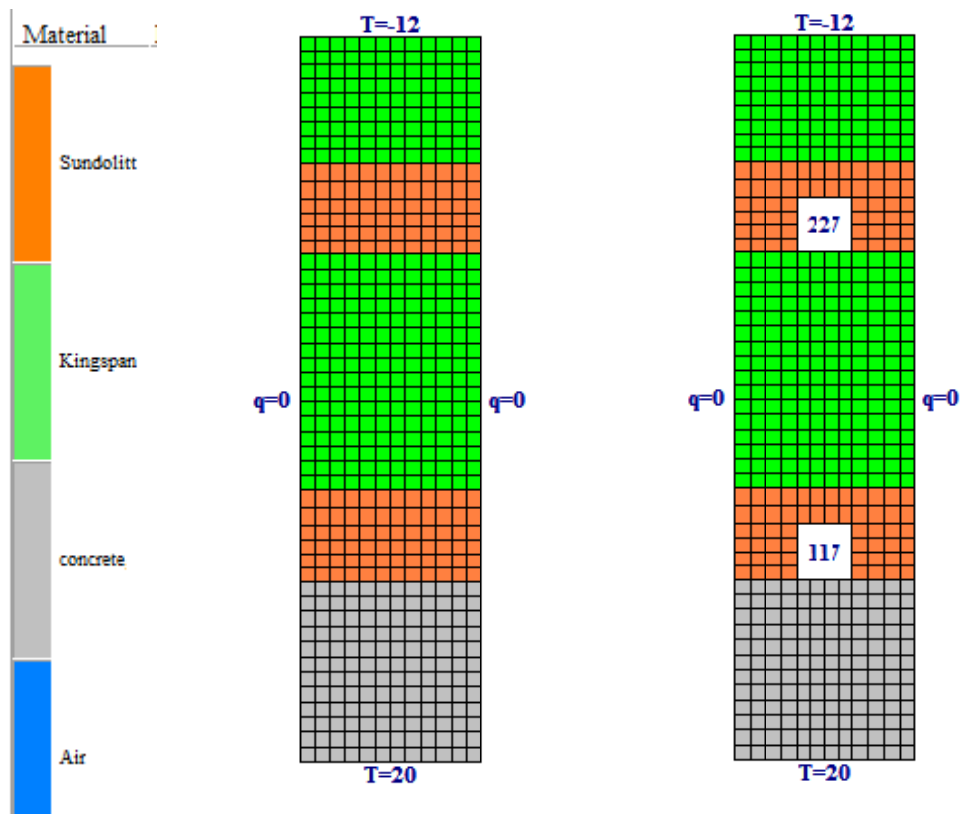 Material
Sundolitt
Kingspan
concrete
Air
T=-12
q=0
q=0
T=20
T=-12
227
q=0
q=0
117
T=20